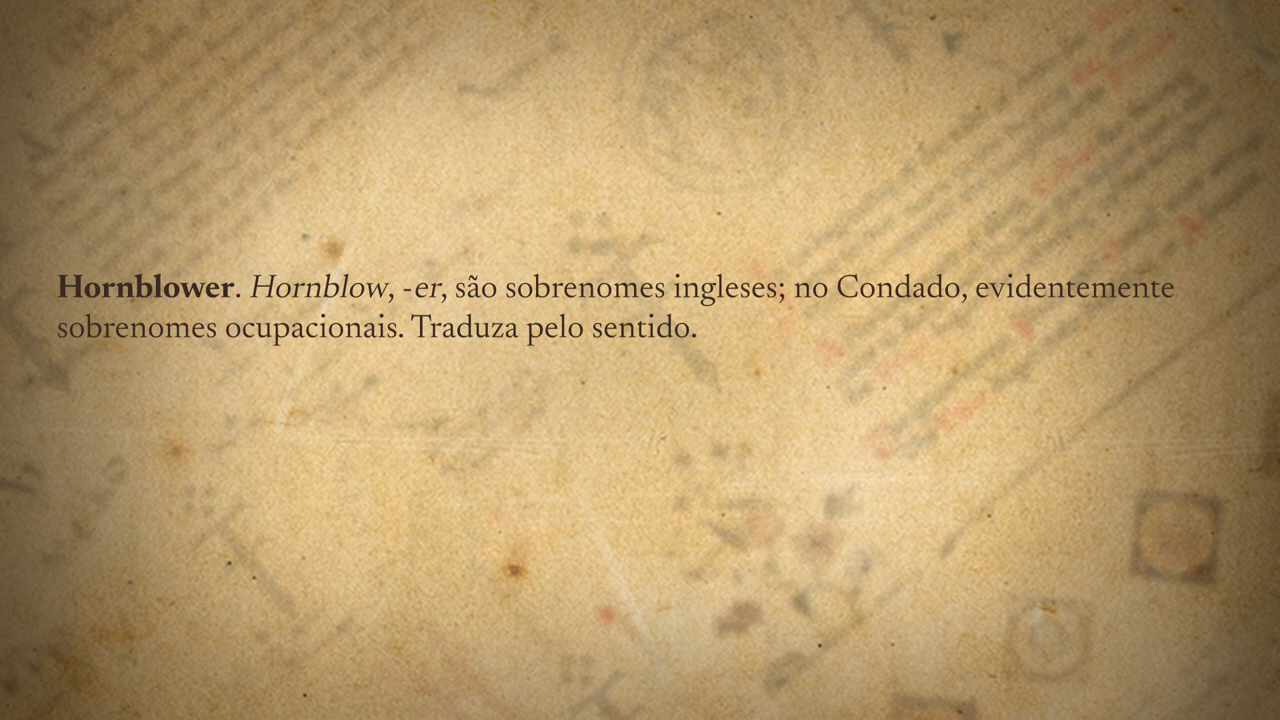 Hornblower. Hornblow, -er, são sobrenomes ingleses; no Condado, evidentemente
sobrenomes ocupacionais. Traduza pelo sentido.